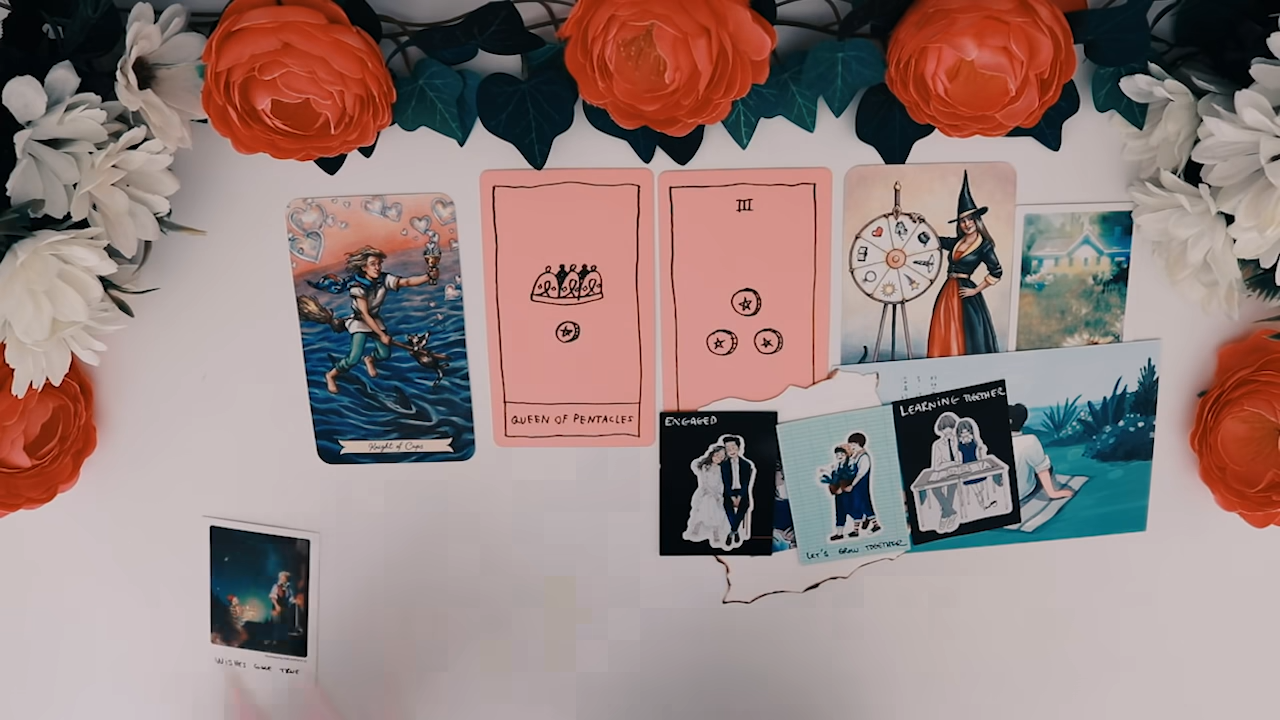 III
Knight of Cups
QUEEN OF PENTACLES
ENGAGED
LET'S GROW TOGETHER
LEARNING TOGETHER
WISHES COME TRUE